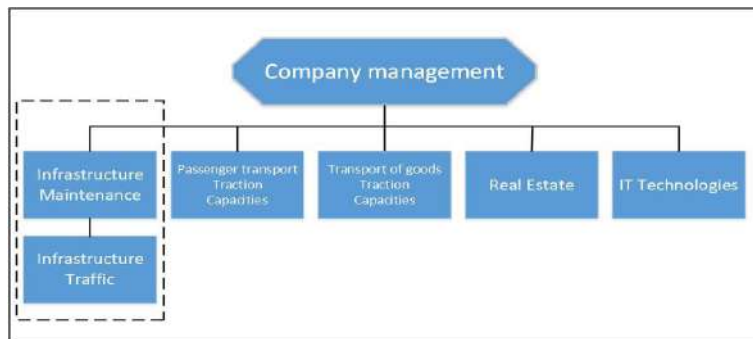 Company management
Infrastructure
Maintenance
Passenger transport
Traction
Capacities
Transport of goods
Traction
Capacities
Real Estate
IT Technologies
Infrastructure
Traffic